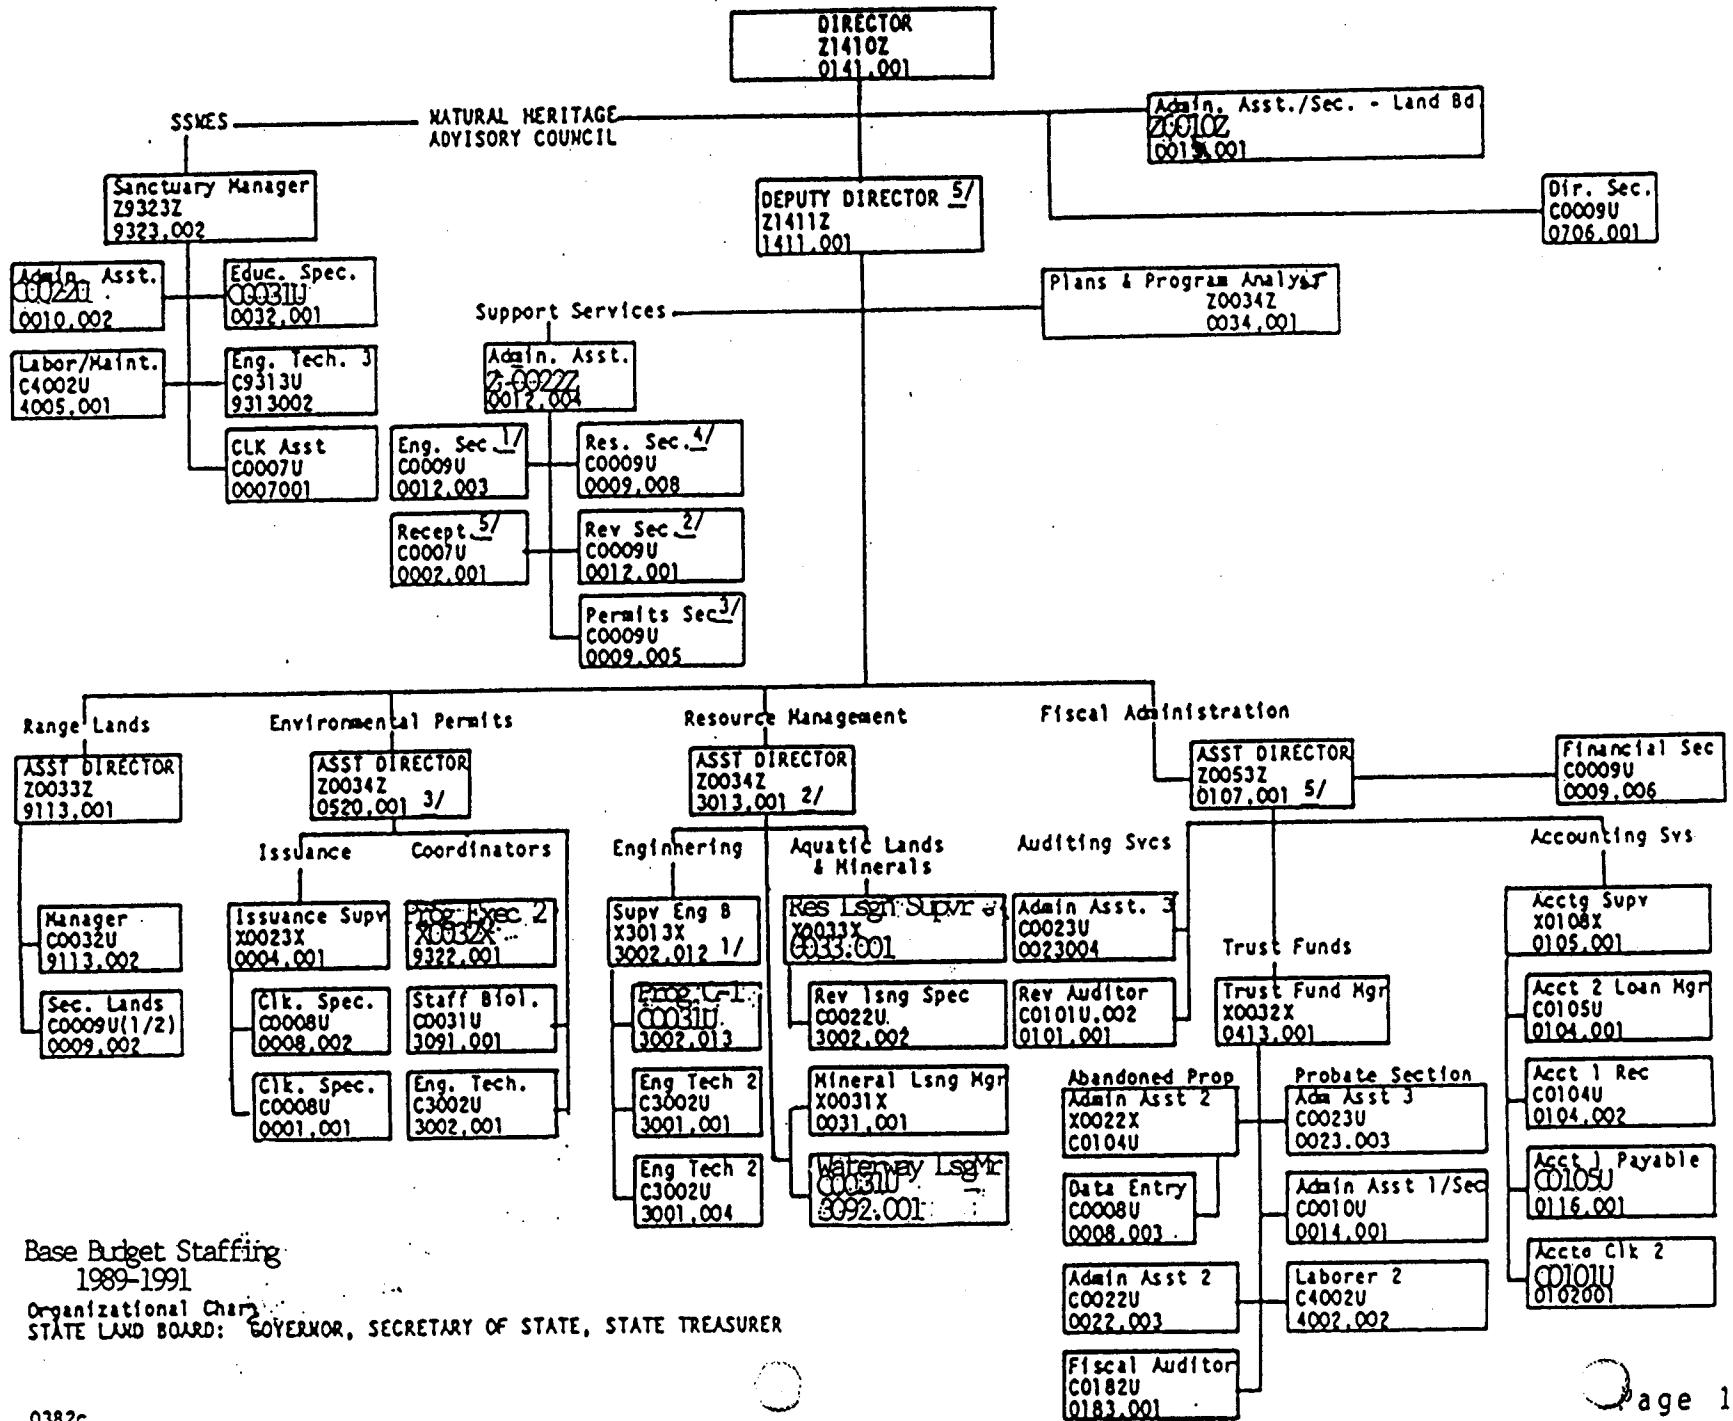 DIRECTOR
Z1410Z
0141.001
SSNES
NATURAL HERITAGE
ADVISORY COUNCIL
Admin. Asst./Sec. - Land Bd
Z0010Z
001 .001
Sanctuary Manager
Z9323Z
9323.002
DEPUTY DIRECTOR 5/
Z1411Z
1411.001
Dir. Sec.
C0009U
0706.001
Admin. Asst.
C0022U
0010.002
Educ. Spec.
C0031U
0032.001
Plans & Program Analyst
Z0034Z
0034.001
Support Services
Labor/Maint.
C4002U
4005.001
Eng. Tech. 3
C9313U
9313002
Admin. Asst.
Z-0022Z
0012.004
CLK Asst
C0007U
0007001
Eng. Sec. 1/
C0009U
0012.003
Res. Sec. 4/
C0009U
0009.008
Recept. 5/
C0007U
0002.001
Rev Sec. 2/
C0009U
0012.001
Permits Sec 3/
C0009U
0009.005
Range Lands
Environmental Permits
Resource Management
Fiscal Administration
ASST DIRECTOR
Z0033Z
9113.001
ASST DIRECTOR
Z0034Z
0520.001 3/
ASST DIRECTOR
Z0034Z
3013.001 2/
ASST DIRECTOR
Z0053Z
0107.001 5/
Financial Sec
C0009U
0009.006
Issuance
Coordinators
Enginnering
Aquatic Lands
& Minerals
Auditing Svcs
Accounting Svs
Manager
C0032U
9113.002
Issuance Supv
X0023X
0004.001
Prog Exec 2
X0032X
9322.001
Supv Eng B
X3013X
3002.012 1/
Res Lsgn Supvr
X0033X
0033.001
Admin Asst. 3
C0023U
0023004
Trust Funds
Acctg Supv
X0108X
0105.001
Sec. Lands
C0009U(1/2)
0009.002
Clk. Spec.
C0008U
0008.002
Staff Biol.
C0031U
3091.001
Prog. C-1
C0031U
3002.013
Rev lsng Spec
C0022U
3002.002
Rev Auditor
C0101U.002
0101.001
Trust Fund Mgr
X0032X
0413.001
Acct 2 Loan Mgr
C0105U
0104.001
Clk. Spec.
C0008U
0001.001
Eng. Tech.
C3002U
3002.001
Eng Tech 2
C3002U
3001.001
Mineral Lsng Mgr
X0031X
0031.001
Abandoned Prop
Admin Asst 2
X0022X
C0104U
Probate Section
Adm Asst 3
C0023U
0023.003
Acct 1 Rec
C0104U
0104.002
Eng Tech 2
C3002U
3001.004
Waterway LsgMr
C0031U
3092.001
Data Entry
C0008U
0008.003
Admin Asst 1/Sec
C0010U
0014.001
Acct 1 Payable
C0105U
0116.001
Admin Asst 2
C0022U
0022.003
Laborer 2
C4002U
4002.002
Acctg Clk 2
C0101U
0102001
Fiscal Auditor
C0182U
0183.001
Base Budget Staffing
1989-1991
Organizational Chart
STATE LAND BOARD: GOVERNOR, SECRETARY OF STATE, STATE TREASURER
0382c
Page 1